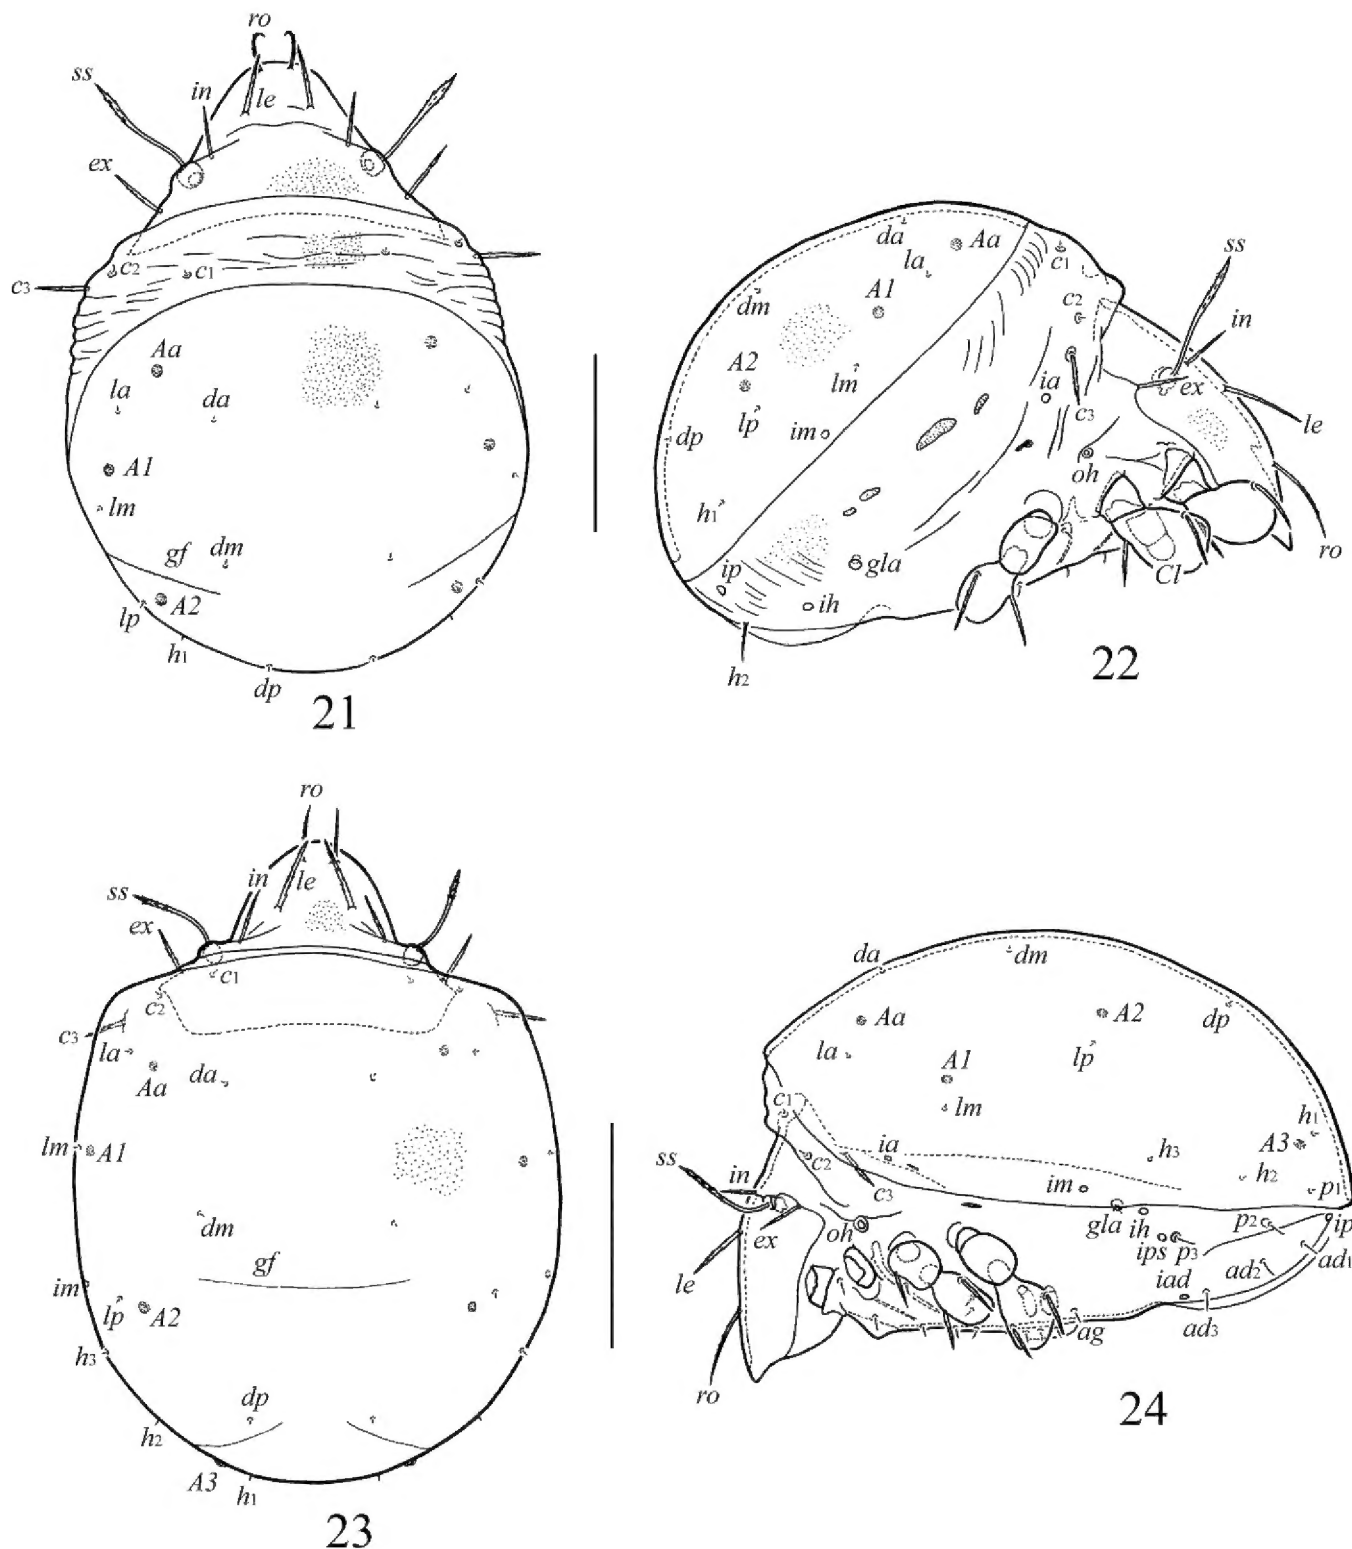 ro
ss
in
le
ex
c2
c1
c3
Aa
la
da
A1
lm
gf
dm
lp
A2
h1
dp
21
da
Aa
la
c1
ss
dm
A1
c2
in
A2
lm
ia
c3
ex
le
lp
im
dp
oh
h1
ro
ip
gla
Cl
ih
h2
22
ro
in
le
ss
ex
c1
c2
c3
la
Aa
da
lm
A1
dm
gf
im
lp
A2
h3
dp
h2
A3
h1
23
da
dm
Aa
A2
dp
la
lp
A1
c1
lm
h1
A3
ss
in
c2
ia
h3
h2
c3
im
p1
ex
oh
gla
ih
p2
ip
ips
p3
le
iad
ad2
ad1
ag
ad3
ro
24